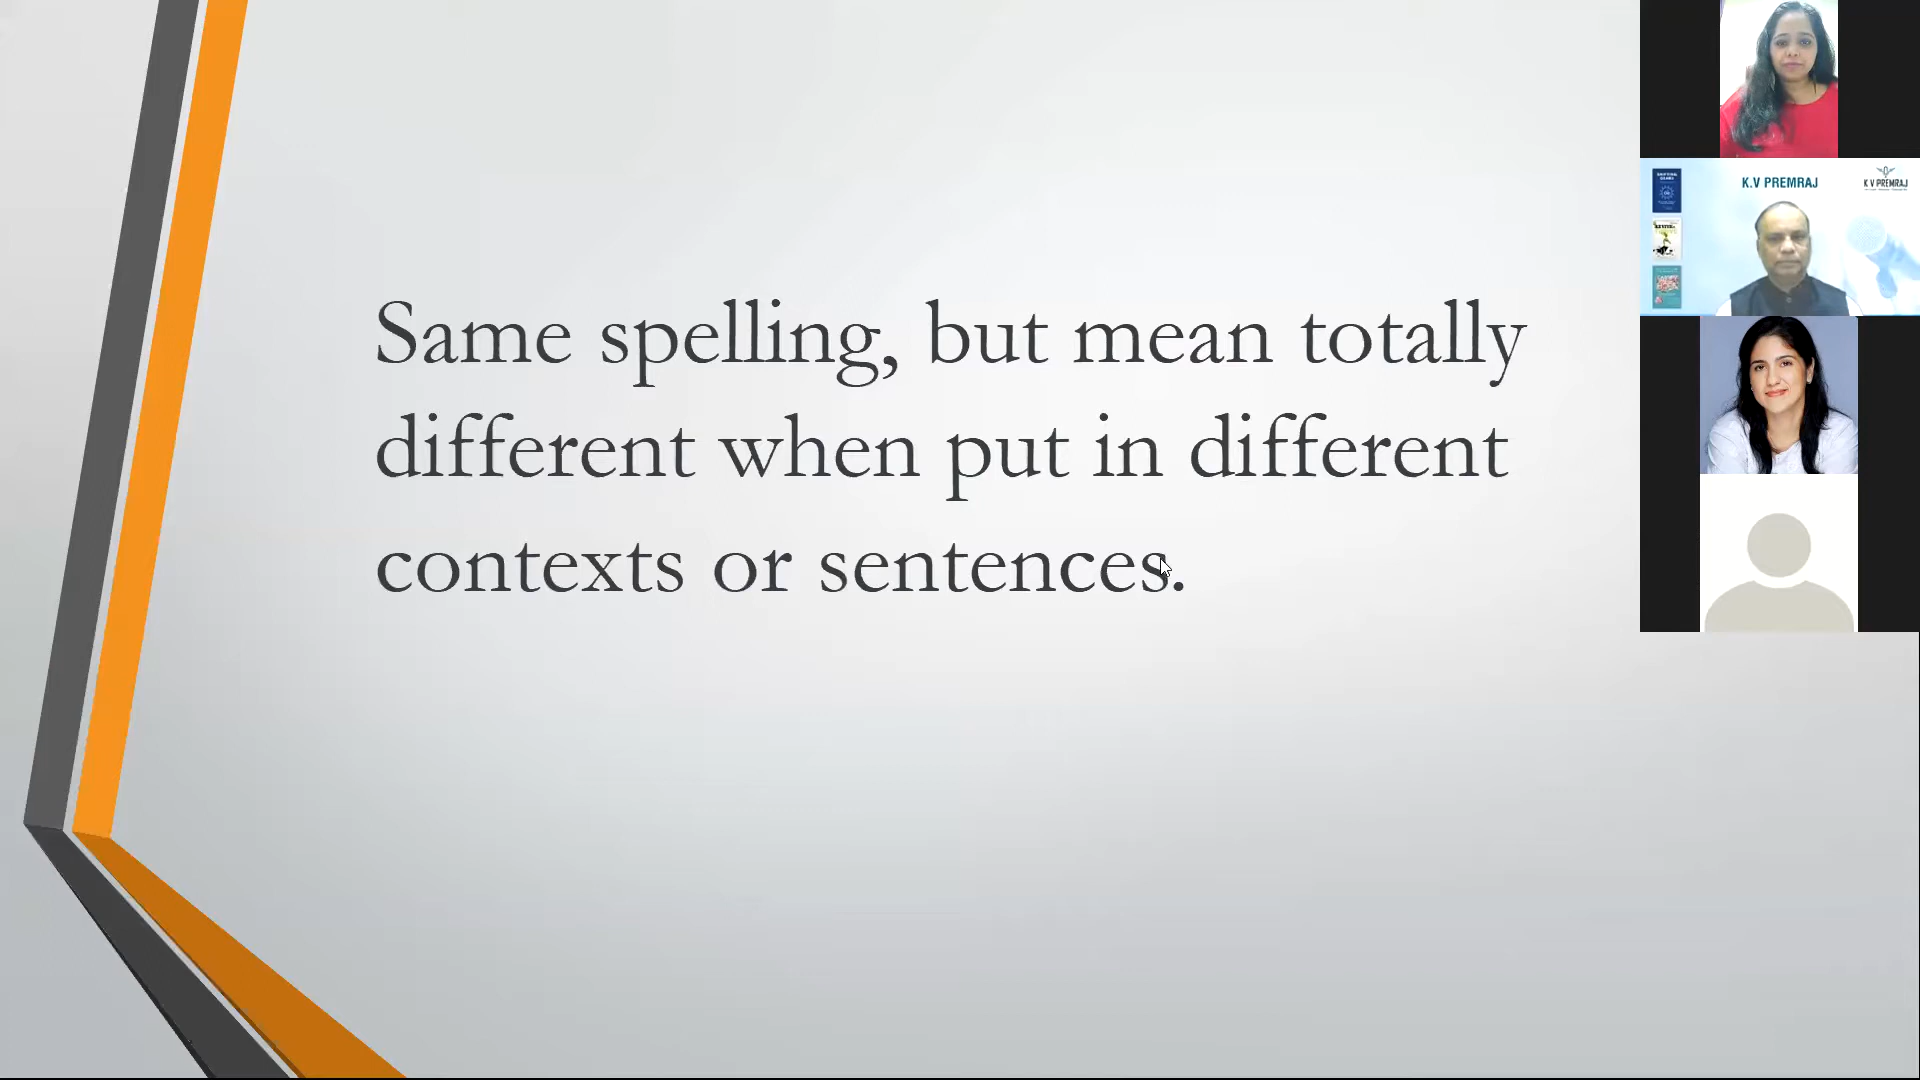 Same spelling, but mean totally
different when put in different
contexts or sentences.
K.V PREMRAJ
K V PREMRAJ